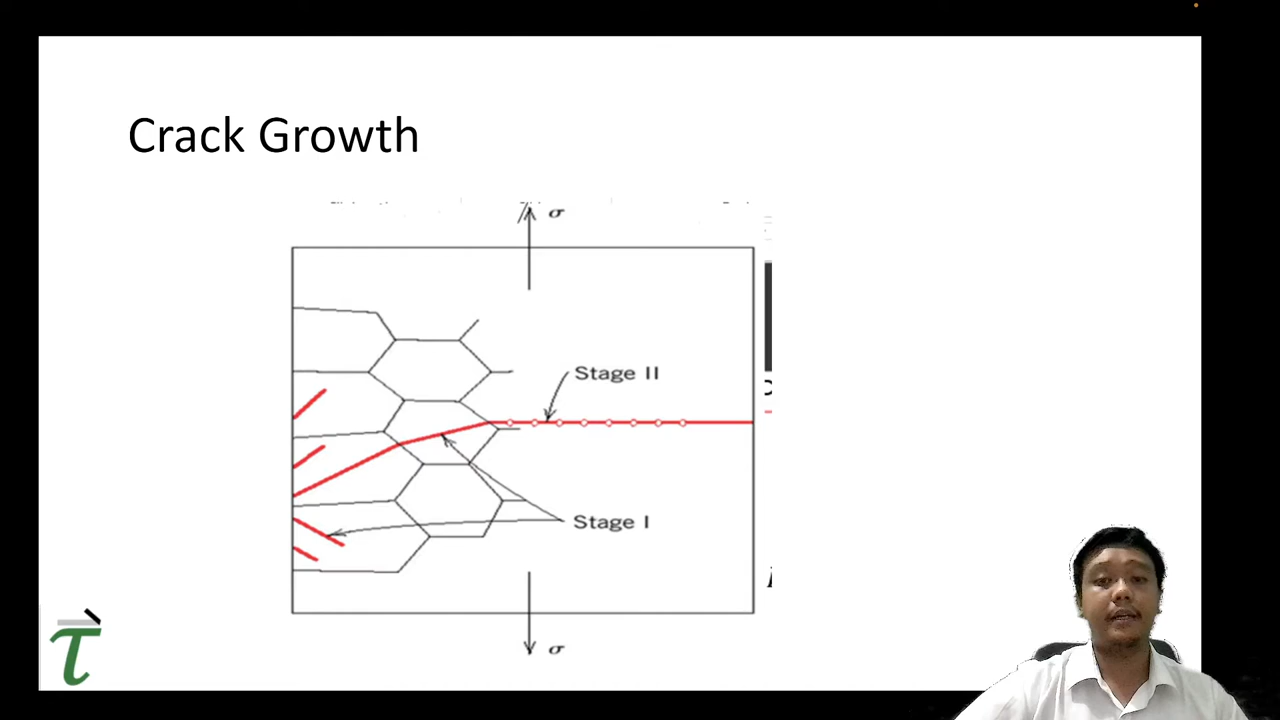 Crack Growth
σ
Stage II
Stage I
σ
τ